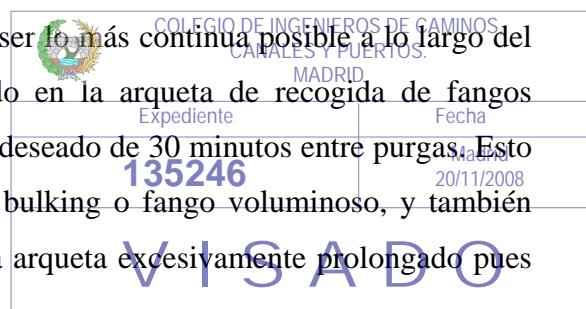 COLEGIO DE INGENIEROS DE CAMINOS,
ser lo más continua posible a lo largo del
CANALES Y PUERTOS.
MADRID
do en la arqueta de recogida de fangos
Expediente Fecha
deseado de 30 minutos entre purgas. Esto
Madrid
135246 20/11/2008
bulking o fango voluminoso, y también
a arqueta excesivamente prolongado pues
VISADO